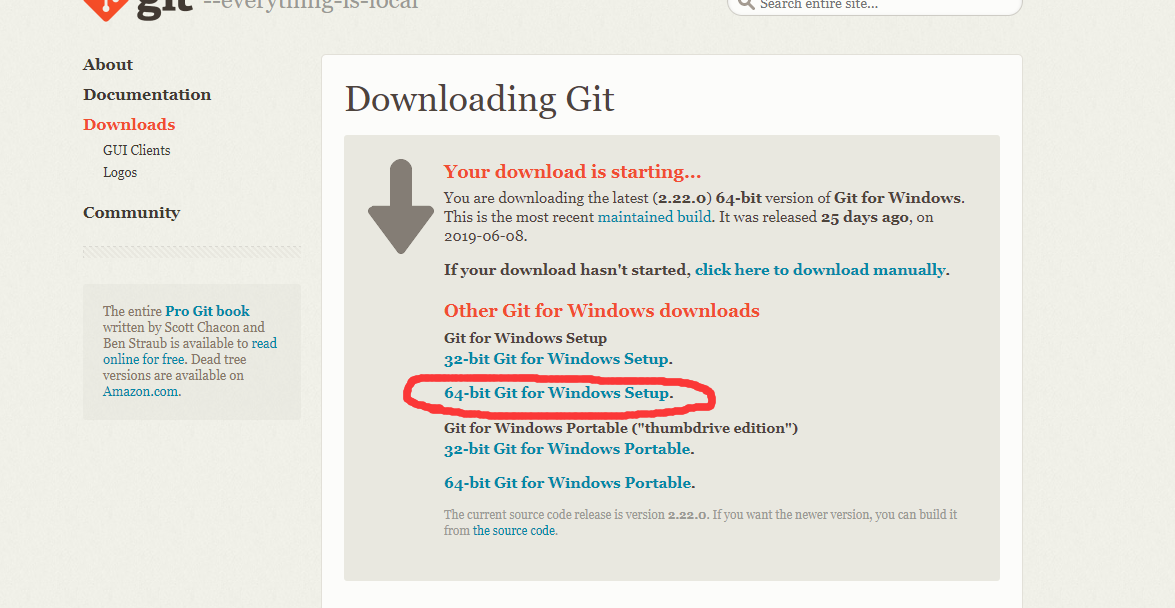 git --everything-is-local
Search entire site...
About
Documentation
Downloads
GUI Clients
Logos
Community
The entire Pro Git book
written by Scott Chacon and
Ben Straub is available to read
online for free. Dead tree
versions are available on
Amazon.com.
Downloading Git
Your download is starting...
You are downloading the latest (2.22.0) 64-bit version of Git for Windows.
This is the most recent maintained build. It was released 25 days ago, on
2019-06-08.
If your download hasn't started, click here to download manually.
Other Git for Windows downloads
Git for Windows Setup
32-bit Git for Windows Setup.
64-bit Git for Windows Setup.
Git for Windows Portable ("thumbdrive edition")
32-bit Git for Windows Portable.
64-bit Git for Windows Portable.
The current source code release is version 2.22.0. If you want the newer version, you can build it
from the source code.